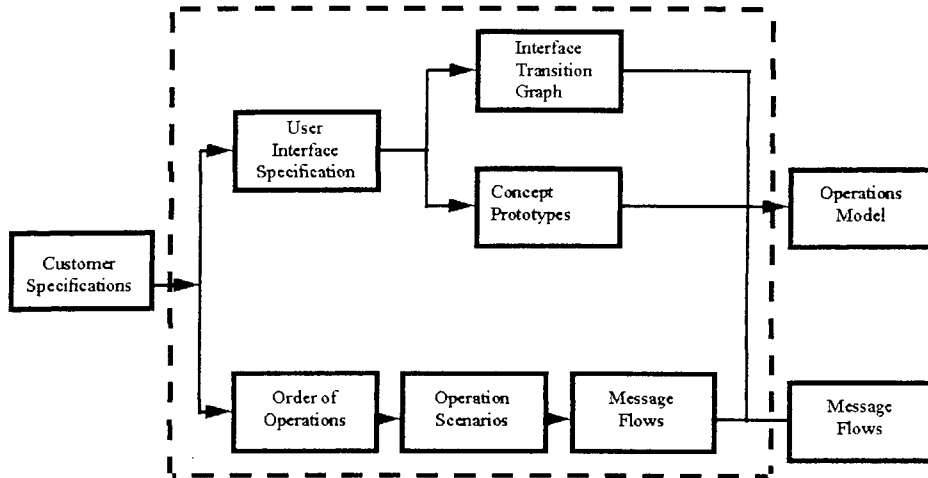 Interface
Transition
Graph
User
Interface
Specification
Concept
Prototypes
Operations
Model
Customer
Specifications
Order of
Operations
Operation
Scenarios
Message
Flows
Message
Flows